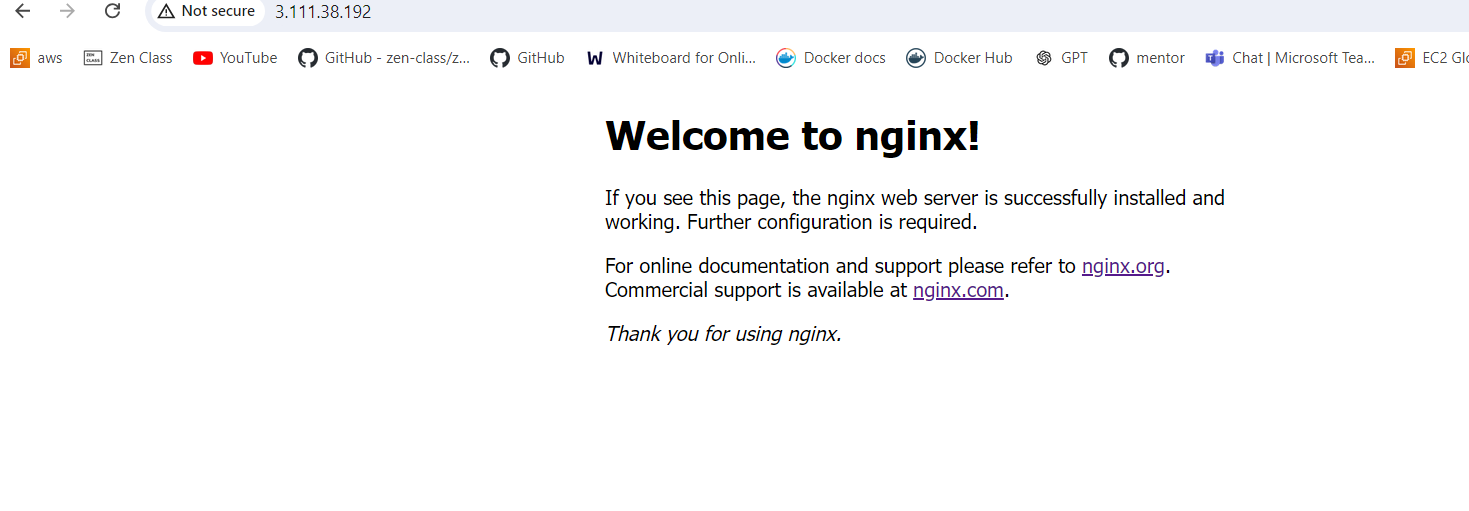 Not secure 3.111.38.192
aws Zen Class YouTube GitHub - zen-class/z... GitHub Whiteboard for Onli... Docker docs Docker Hub GPT mentor Chat | Microsoft Tea... EC2 Glo
Welcome to nginx!
If you see this page, the nginx web server is successfully installed and
working. Further configuration is required.
For online documentation and support please refer to nginx.org.
Commercial support is available at nginx.com.
Thank you for using nginx.